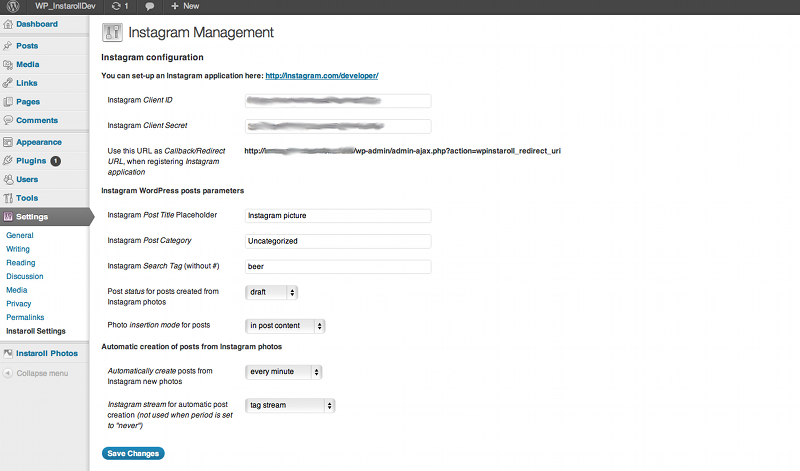 WP_InstarollDev 1 + New
Dashboard
Posts
Media
Links
Pages
Comments
Appearance
Plugins 1
Users
Tools
Settings
General
Writing
Reading
Discussion
Media
Privacy
Permalinks
Instaroll Settings
Instaroll Photos
Collapse menu
Instagram Management
Instagram configuration
You can set-up an Instagram application here: http://instagram.com/developer/
Instagram Client ID
Instagram Client Secret
Use this URL as Callback/Redirect
URL, when registering Instagram
application
http:// /wp-admin/admin-ajax.php?action=wpinstaroll_redirect_uri
Instagram WordPress posts parameters
Instagram Post Title Placeholder
Instagram picture
Instagram Post Category
Uncategorized
Instagram Search Tag (without #)
beer
Post status for posts created from
Instagram photos
draft
Photo insertion mode for posts
in post content
Automatic creation of posts from Instagram photos
Automatically create posts from
Instagram new photos
every minute
Instagram stream for automatic post
creation (not used when period is set
to "never")
tag stream
Save Changes